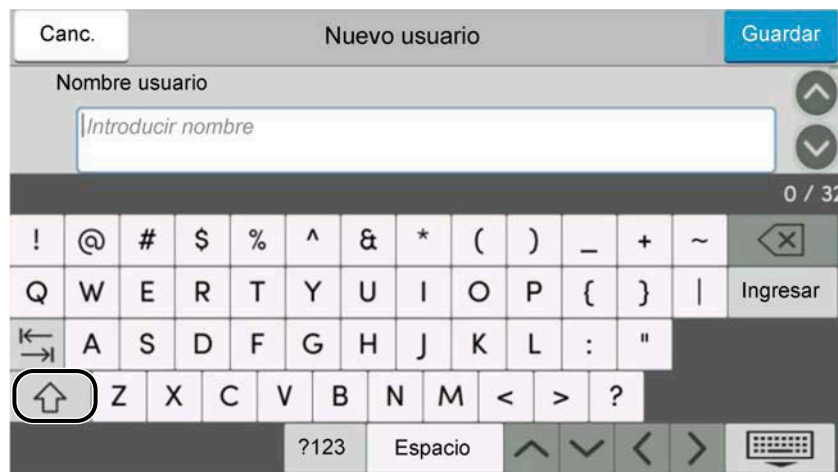 Canc. Nuevo usuario Guardar
Nombre usuario
Introducir nombre
0 / 32
! @ # $ % ^ & * ( ) _ + ~
Q W E R T Y U I O P { } | Ingresar
A S D F G H J K L : "
Z X C V B N M < > ?
?123 Espacio